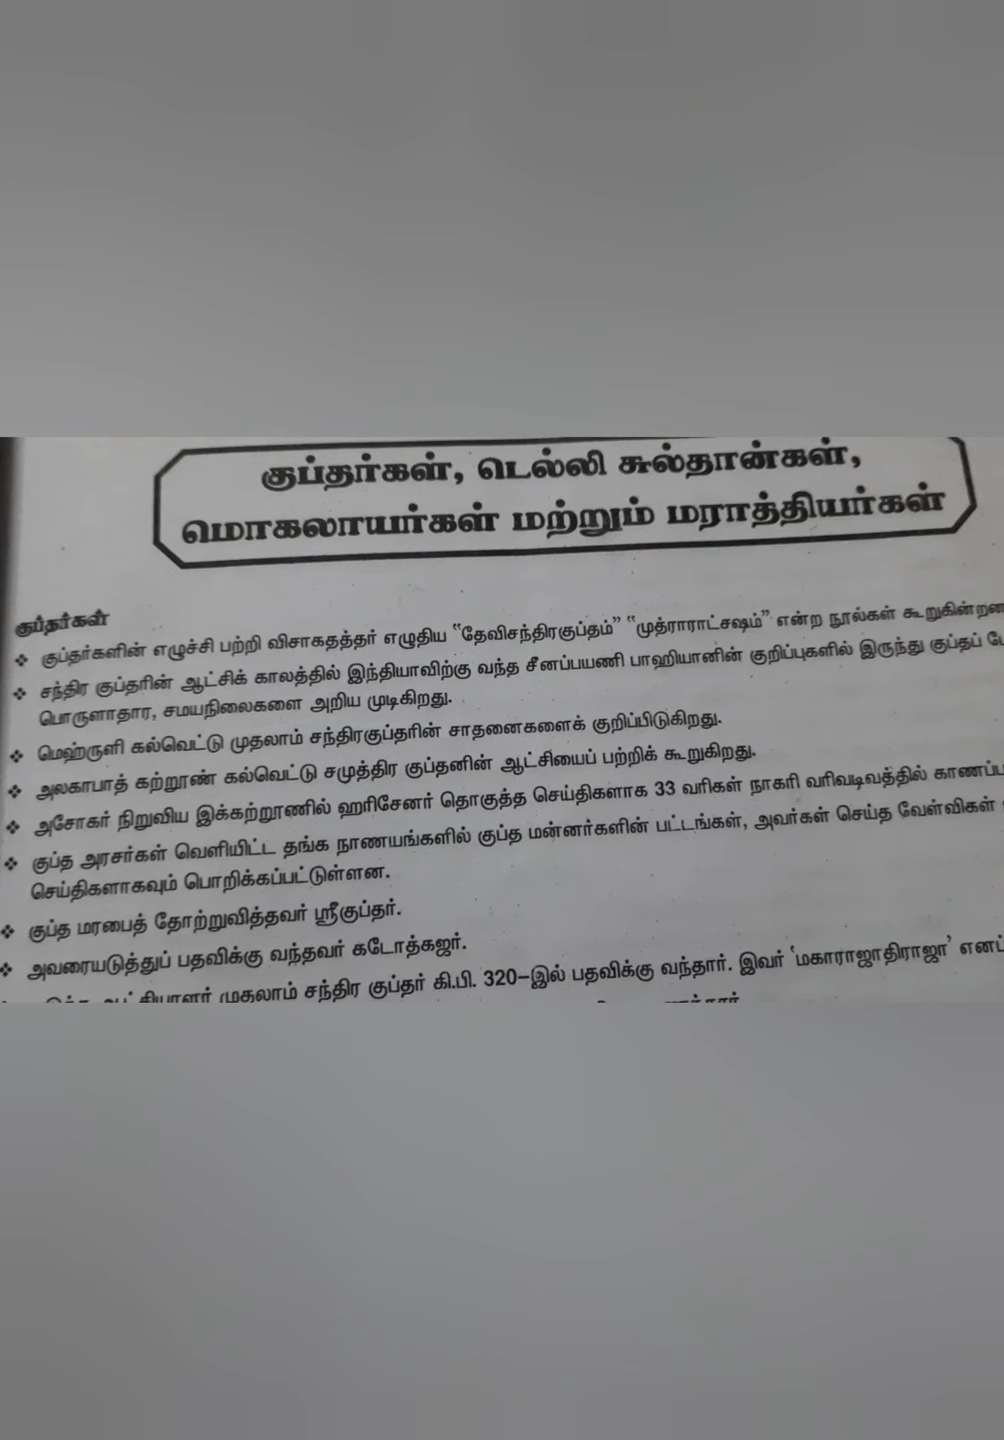 குப்தர்கள், டெல்லி சுல்தான்கள்,
மொகலாயர்கள் மற்றும் மராத்தியர்கள்
குப்தர்கள்
❖ குப்தர்களின் எழுச்சி பற்றி விசாகதத்தர் எழுதிய “தேவிசந்திரகுப்தம்” “முத்ராராட்சஷம்” என்ற நூல்கள் கூறுகின்றன
❖ சந்திர குப்தரின் ஆட்சிக் காலத்தில் இந்தியாவிற்கு வந்த சீனப்பயணி பாஹியானின் குறிப்புகளில் இருந்து குப்தப்
பொருளாதார, சமயநிலைகளை அறிய முடிகிறது.
❖ மெஹ்ருளி கல்வெட்டு முதலாம் சந்திரகுப்தரின் சாதனைகளைக் குறிப்பிடுகிறது.
❖ அலகாபாத் கற்றூண் கல்வெட்டு சமுத்திர குப்தனின் ஆட்சியைப் பற்றிக் கூறுகிறது.
❖ அசோகர் நிறுவிய இக்கற்றூணில் ஹரிசேனர் தொகுத்த செய்திகளாக 33 வரிகள் நாகரி வரிவடிவத்தில் காணப்ப
❖ குப்த அரசர்கள் வெளியிட்ட தங்க நாணயங்களில் குப்த மன்னர்களின் பட்டங்கள், அவர்கள் செய்த வேள்விகள்
செய்திகளாகவும் பொறிக்கப்பட்டுள்ளன.
❖ குப்த மரபைத் தோற்றுவித்தவர் ஸ்ரீகுப்தர்.
❖ அவரையடுத்துப் பதவிக்கு வந்தவர் கடோத்கஜர்.
முதலாம் சந்திர குப்தர் கி.பி. 320–இல் பதவிக்கு வந்தார். இவர் ‘மகாராஜாதிராஜா’ எனப்